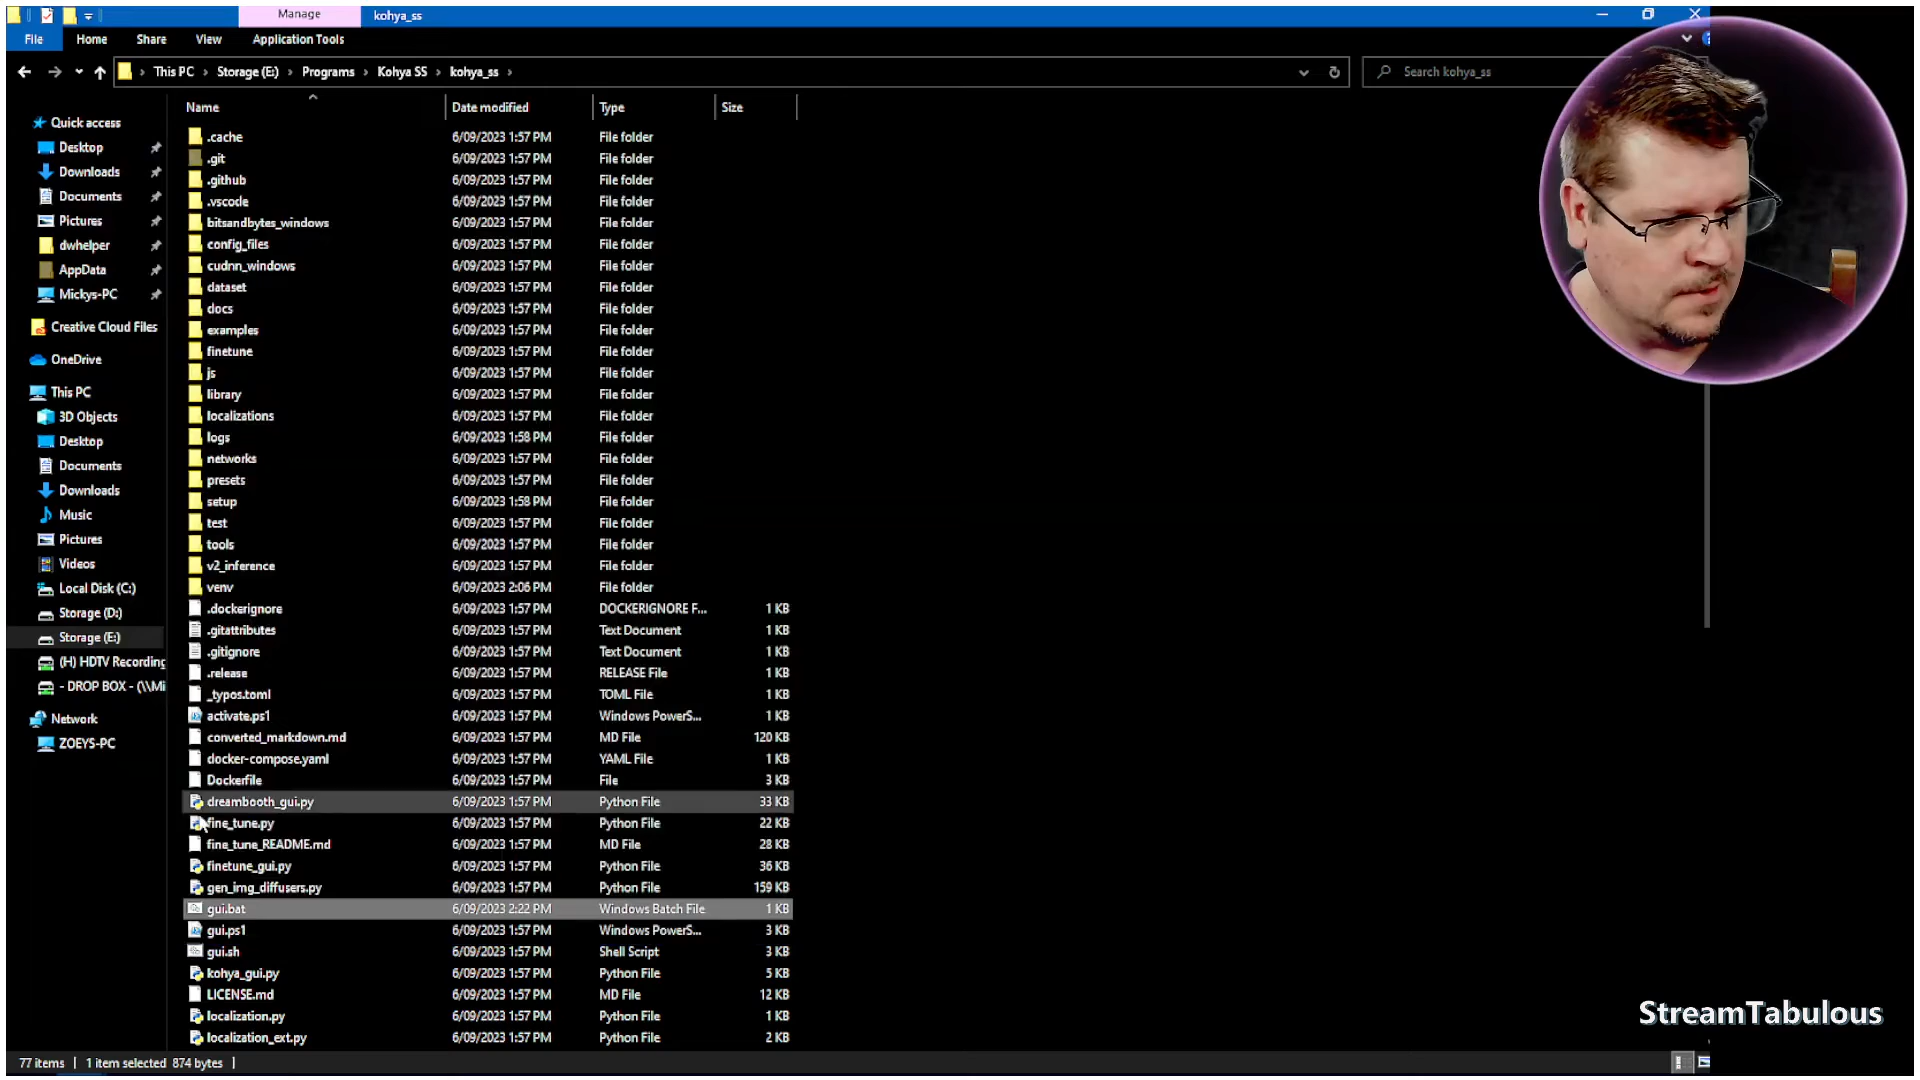 Manage
kohya_ss
File
Home
Share
View
Application Tools
This PC
Storage (E:)
Programs
Kohya SS
kohya_ss
Search kohya_ss
Name
Date modified
Type
Size
Quick access
Desktop
Downloads
Documents
Pictures
dwhelper
AppData
Mickys-PC
Creative Cloud Files
OneDrive
This PC
3D Objects
Desktop
Documents
Downloads
Music
Pictures
Videos
Local Disk (C:)
Storage (D:)
Storage (E:)
(H) HDTV Recording
- DROP BOX - (\\Mi
Network
ZOEYS-PC
.cache 6/09/2023 1:57 PM File folder
.git 6/09/2023 1:57 PM File folder
.github 6/09/2023 1:57 PM File folder
.vscode 6/09/2023 1:57 PM File folder
bitsandbytes_windows 6/09/2023 1:57 PM File folder
config_files 6/09/2023 1:57 PM File folder
cudnn_windows 6/09/2023 1:57 PM File folder
dataset 6/09/2023 1:57 PM File folder
docs 6/09/2023 1:57 PM File folder
examples 6/09/2023 1:57 PM File folder
finetune 6/09/2023 1:57 PM File folder
js 6/09/2023 1:57 PM File folder
library 6/09/2023 1:57 PM File folder
localizations 6/09/2023 1:57 PM File folder
logs 6/09/2023 1:58 PM File folder
networks 6/09/2023 1:57 PM File folder
presets 6/09/2023 1:57 PM File folder
setup 6/09/2023 1:58 PM File folder
test 6/09/2023 1:57 PM File folder
tools 6/09/2023 1:57 PM File folder
v2_inference 6/09/2023 1:57 PM File folder
venv 6/09/2023 2:06 PM File folder
.dockerignore 6/09/2023 1:57 PM DOCKERIGNORE F... 1 KB
.gitattributes 6/09/2023 1:57 PM Text Document 1 KB
.gitignore 6/09/2023 1:57 PM Text Document 1 KB
.release 6/09/2023 1:57 PM RELEASE File 1 KB
_typos.toml 6/09/2023 1:57 PM TOML File 1 KB
activate.ps1 6/09/2023 1:57 PM Windows PowerS... 1 KB
converted_markdown.md 6/09/2023 1:57 PM MD File 120 KB
docker-compose.yaml 6/09/2023 1:57 PM YAML File 1 KB
Dockerfile 6/09/2023 1:57 PM File 3 KB
dreambooth_gui.py 6/09/2023 1:57 PM Python File 33 KB
fine_tune.py 6/09/2023 1:57 PM Python File 22 KB
fine_tune_README.md 6/09/2023 1:57 PM MD File 28 KB
finetune_gui.py 6/09/2023 1:57 PM Python File 36 KB
gen_img_diffusers.py 6/09/2023 1:57 PM Python File 159 KB
gui.bat 6/09/2023 2:22 PM Windows Batch File 1 KB
gui.ps1 6/09/2023 1:57 PM Windows PowerS... 3 KB
gui.sh 6/09/2023 1:57 PM Shell Script 3 KB
kohya_gui.py 6/09/2023 1:57 PM Python File 5 KB
LICENSE.md 6/09/2023 1:57 PM MD File 12 KB
localization.py 6/09/2023 1:57 PM Python File 1 KB
localization_ext.py 6/09/2023 1:57 PM Python File 2 KB
StreamTabulous
77 items
1 item selected 874 bytes